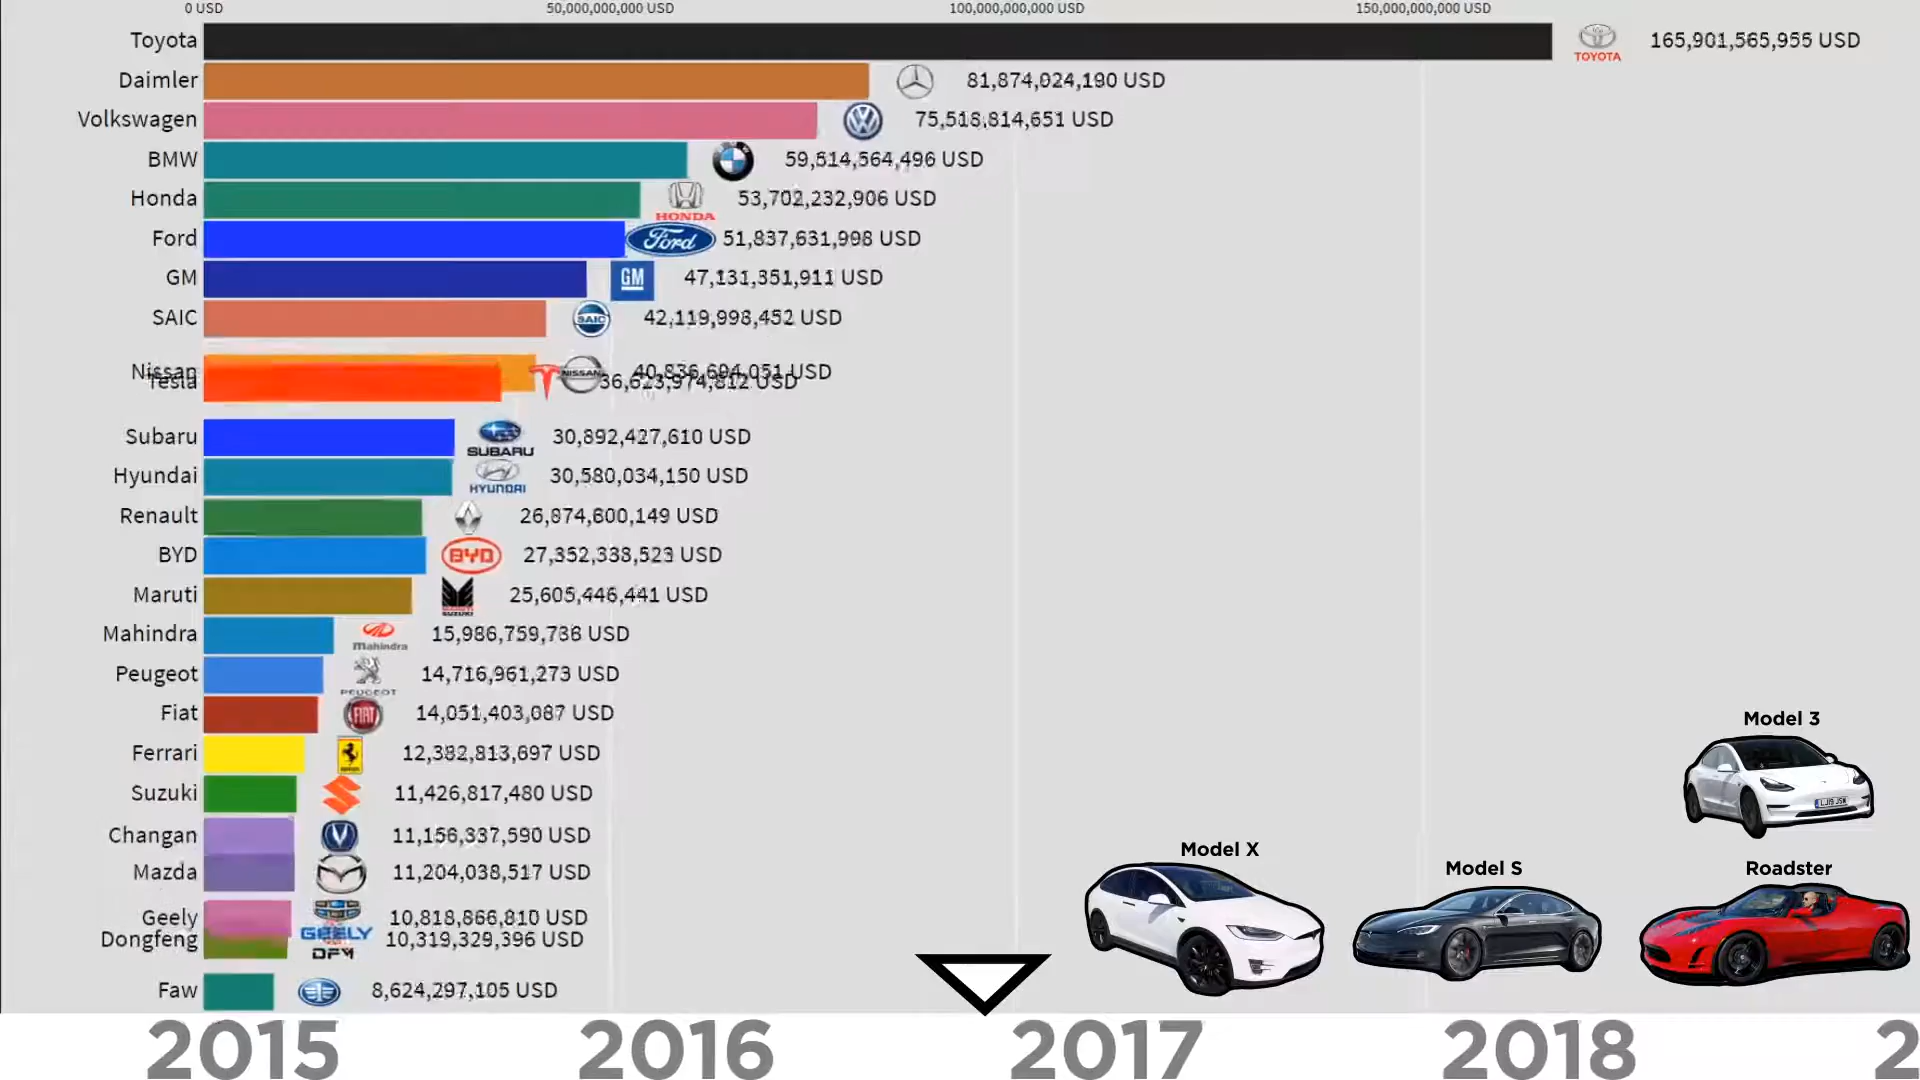 0 USD 50,000,000,000 USD 100,000,000,000 USD 150,000,000,000 USD
Toyota TOYOTA 165,901,565,955 USD
Daimler 81,874,024,190 USD
Volkswagen 75,518,814,651 USD
BMW 59,514,564,496 USD
Honda HONDA 53,702,232,906 USD
Ford Ford 51,837,631,998 USD
GM GM 47,131,351,911 USD
SAIC SAIC 42,119,998,452 USD
Nissan NISSAN USD
Tesla USD
Subaru SUBARU 30,892,427,610 USD
Hyundai HYUNDAI 30,580,034,150 USD
Renault 26,874,600,149 USD
BYD BYD 27,352,338,523 USD
Maruti SUZUKI 25,605,446,441 USD
Mahindra Mahindra 15,986,759,736 USD
Peugeot PEUGEOT 14,716,961,273 USD
Fiat FIAT 14,051,403,087 USD
Model 3
Ferrari 12,382,813,697 USD
Suzuki 11,426,817,480 USD
Changan 11,156,337,590 USD
Model X
Mazda 11,204,038,517 USD
Model S Roadster
Geely GEELY 10,818,866,810 USD
Dongfeng DFM 10,319,329,396 USD
Faw 8,624,297,105 USD
2015 2016 2017 2018 2